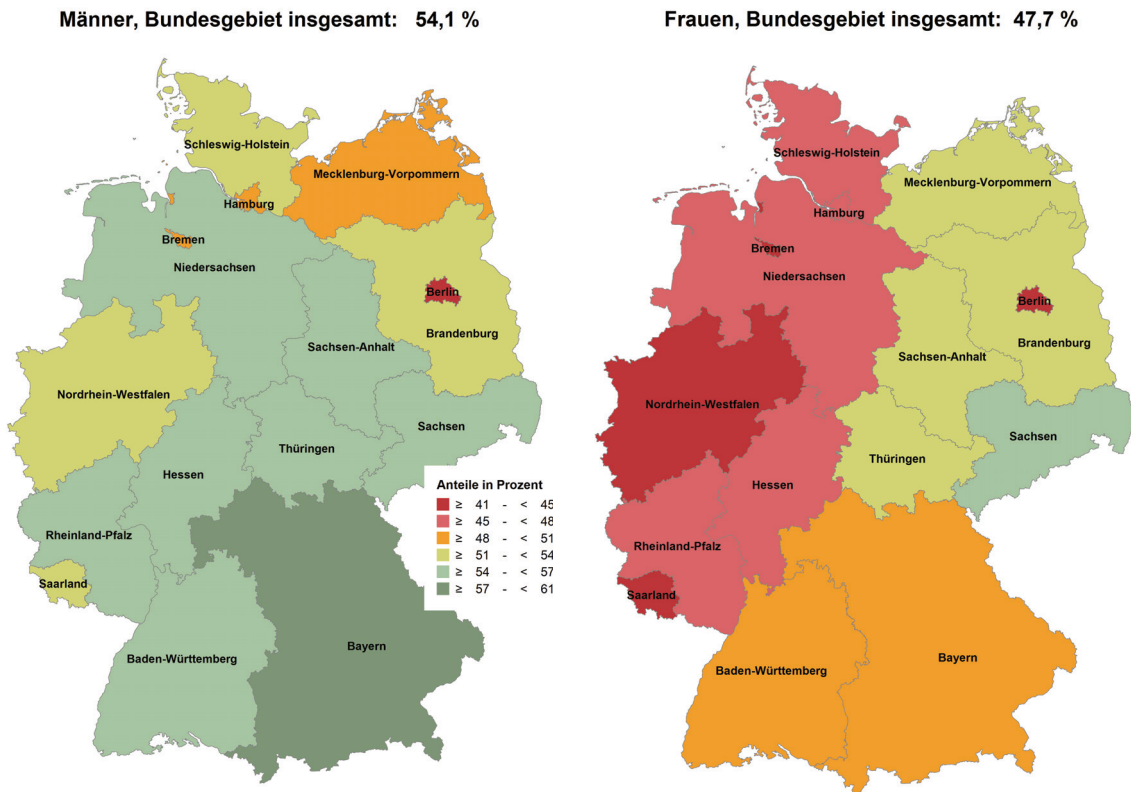 Männer, Bundesgebiet insgesamt: 54,1 %
Schleswig-Holstein
Mecklenburg-Vorpommern
Hamburg
Bremen
Niedersachsen
Berlin
Brandenburg
Sachsen-Anhalt
Nordrhein-Westfalen
Sachsen
Thüringen
Hessen
Rheinland-Pfalz
Saarland
Baden-Württemberg
Bayern
Anteile in Prozent
≥ 41 - < 45
≥ 45 - < 48
≥ 48 - < 51
≥ 51 - < 54
≥ 54 - < 57
≥ 57 - < 61
Frauen, Bundesgebiet insgesamt: 47,7 %
Schleswig-Holstein
Mecklenburg-Vorpommern
Hamburg
Bremen
Niedersachsen
Berlin
Brandenburg
Sachsen-Anhalt
Nordrhein-Westfalen
Sachsen
Thüringen
Hessen
Rheinland-Pfalz
Saarland
Baden-Württemberg
Bayern